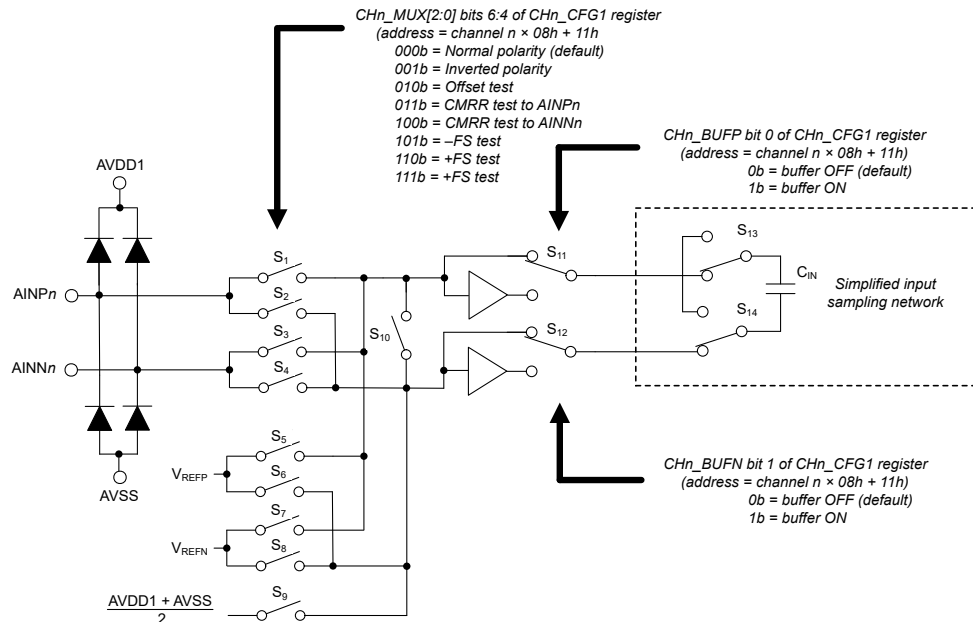 CHn_MUX[2:0] bits 6:4 of CHn_CFG1 register
(address = channel n × 08h + 11h
000b = Normal polarity (default)
001b = Inverted polarity
010b = Offset test
011b = CMRR test to AINPn
100b = CMRR test to AINNn
101b = –FS test
110b = +FS test
111b = +FS test
CHn_BUFP bit 0 of CHn_CFG1 register
(address = channel n × 08h + 11h)
0b = buffer OFF (default)
1b = buffer ON
AVDD1
S1
S2
S3
S4
S10
S11
S12
S13
S14
CIN
Simplified input
sampling network
AINPn
AINNn
AVSS
S5
S6
VREFP
S7
S8
VREFN
S9
AVDD1 + AVSS
2
CHn_BUFN bit 1 of CHn_CFG1 register
(address = channel n × 08h + 11h)
0b = buffer OFF (default)
1b = buffer ON